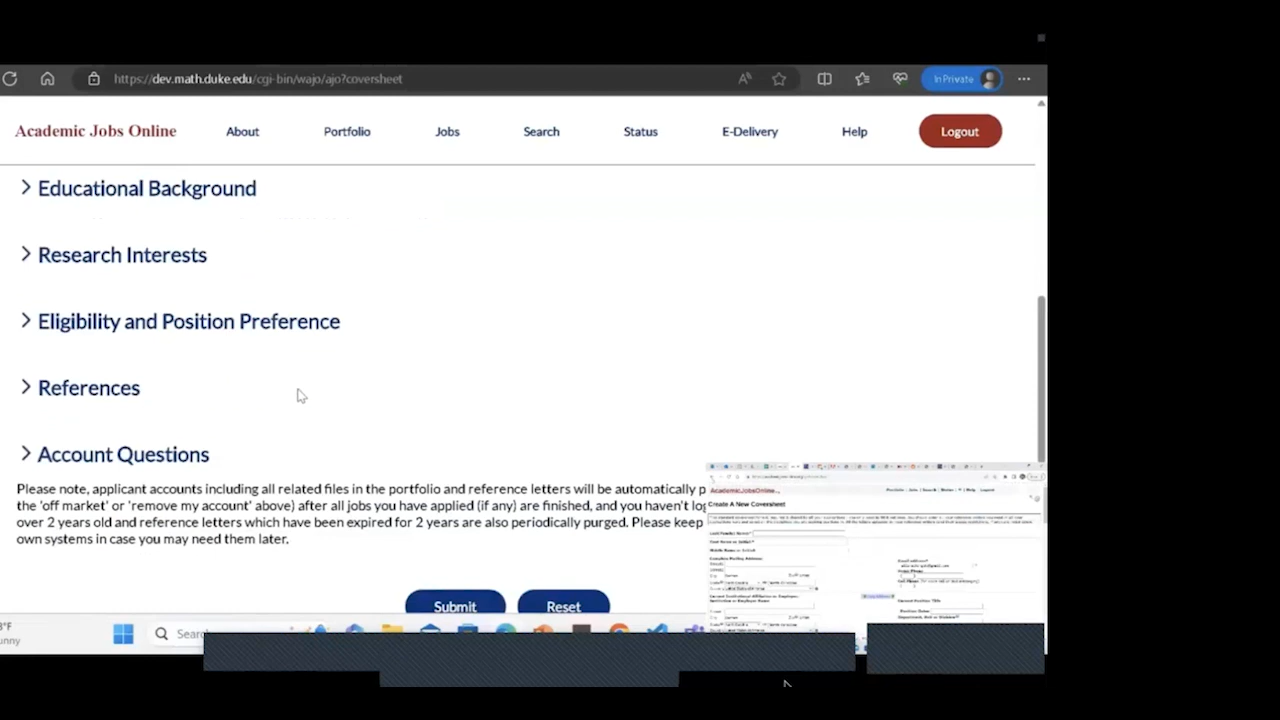 https://dev.math.duke.edu/cgi-bin/wajo/ajo?coversheet
InPrivate
Academic Jobs Online
About
Portfolio
Jobs
Search
Status
E-Delivery
Help
Logout
Educational Background
Research Interests
Eligibility and Position Preference
References
Account Questions
Please note, applicant accounts including all related files in the portfolio and reference letters will be automatically p
the 'off market' or 'remove my account' above) after all jobs you have applied (if any) are finished, and you haven't log
over 2 years old and reference letters which have been expired for 2 years are also periodically purged. Please keep
own systems in case you may need them later.
Submit
Reset
AcademicJobsOnline
Create A New Coversheet